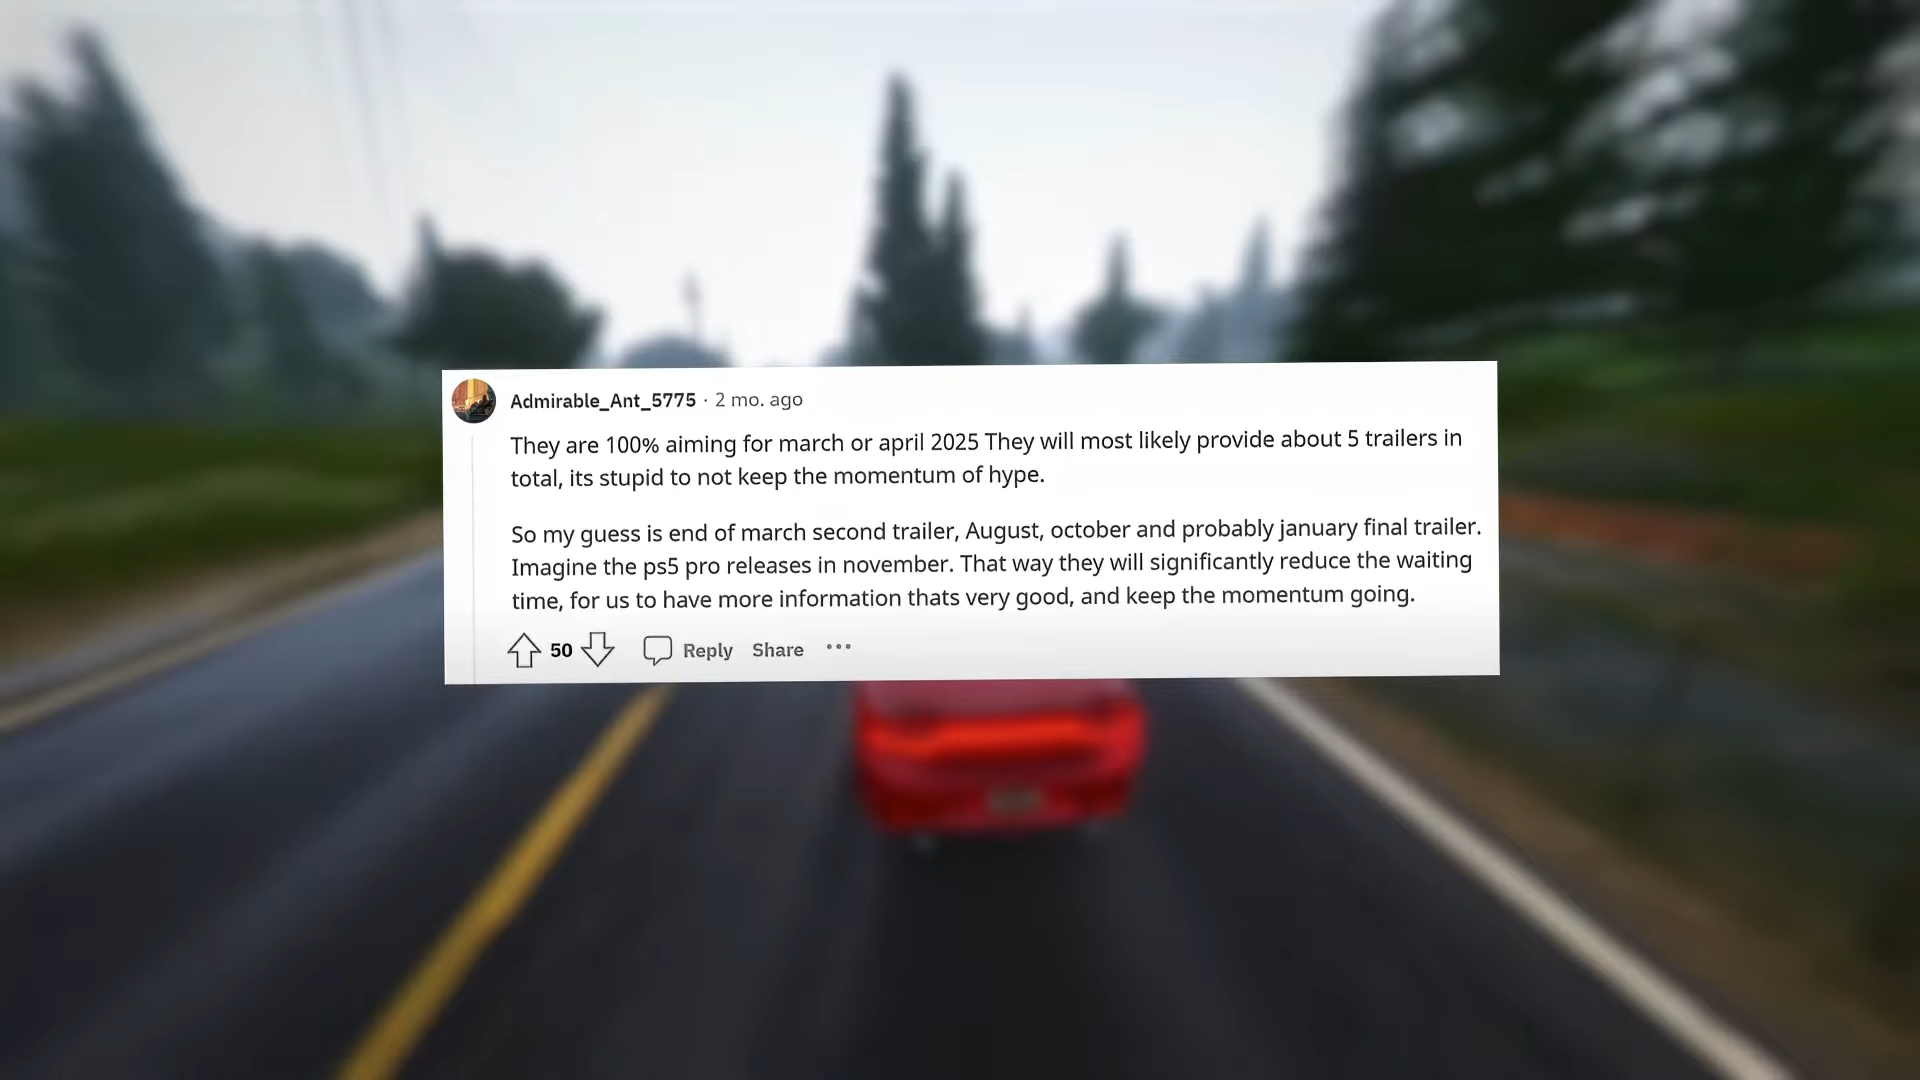 Admirable_Ant_5775 · 2 mo. ago
They are 100% aiming for march or april 2025 They will most likely provide about 5 trailers in
total, its stupid to not keep the momentum of hype.
So my guess is end of march second trailer, August, october and probably january final trailer.
Imagine the ps5 pro releases in november. That way they will significantly reduce the waiting
time, for us to have more information thats very good, and keep the momentum going.
50 Reply Share •••